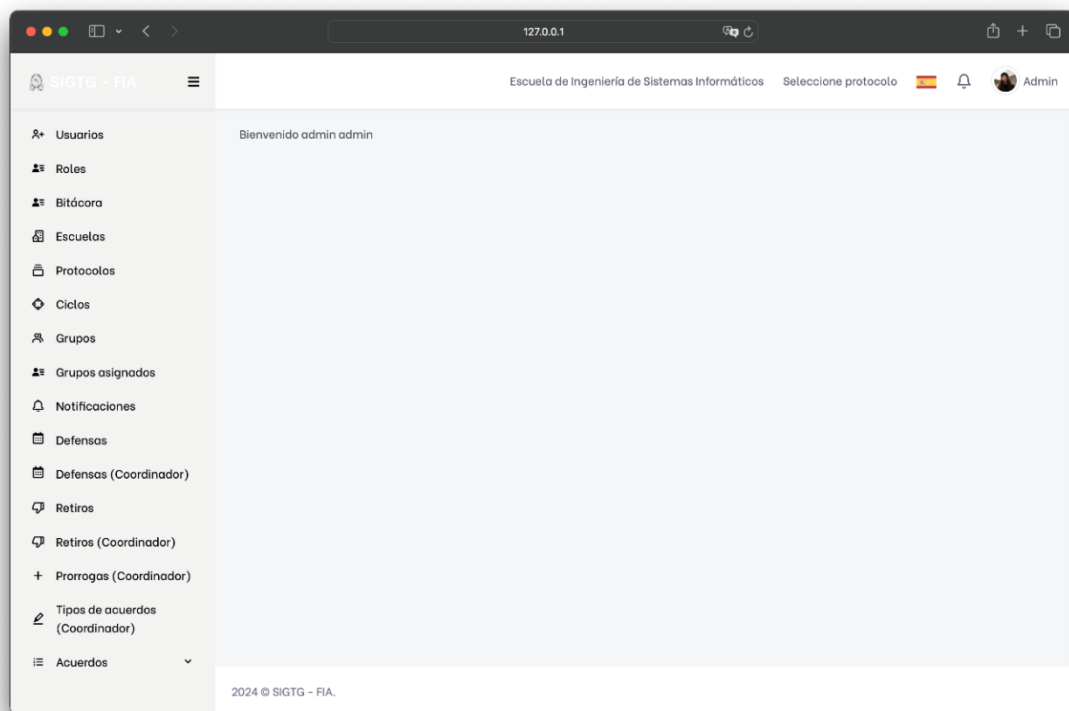 127.0.0.1
SIGTG - FIA
Escuela de Ingeniería de Sistemas Informáticos Seleccione protocolo Admin
Usuarios
Bienvenido admin admin
Roles
Bitácora
Escuelas
Protocolos
Ciclos
Grupos
Grupos asignados
Notificaciones
Defensas
Defensas (Coordinador)
Retiros
Retiros (Coordinador)
Prorrogas (Coordinador)
Tipos de acuerdos
(Coordinador)
Acuerdos
2024 © SIGTG - FIA.